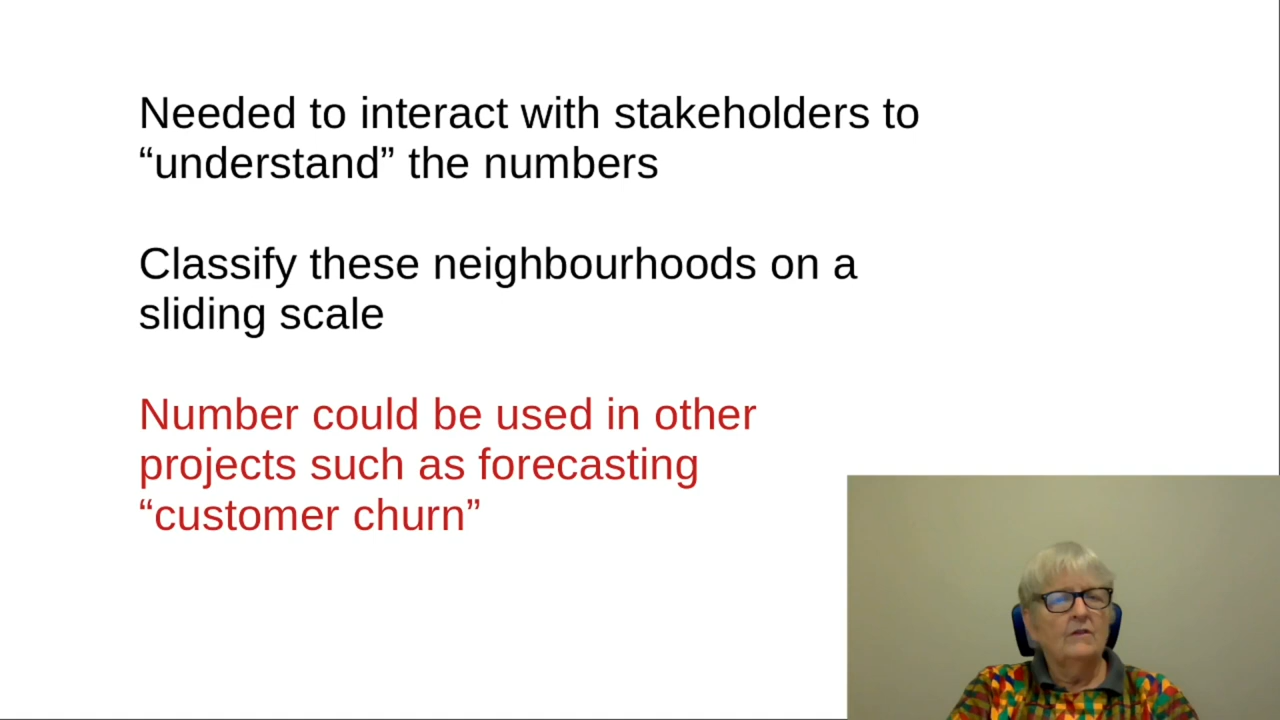 Needed to interact with stakeholders to
“understand” the numbers
Classify these neighbourhoods on a
sliding scale
Number could be used in other
projects such as forecasting
“customer churn”